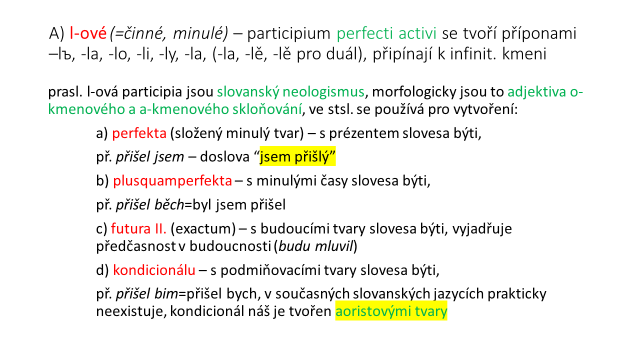 A) l-ové (=činné, minulé) – participium perfecti activi se tvoří příponami
–lъ, -la, -lo, -li, -ly, -la, (-la, -lě, -lě pro duál), připínají k infinit. kmeni
prasl. l-ová participia jsou slovanský neologismus, morfologicky jsou to adjektiva o-
kmenového a a-kmenového skloňování, ve stsl. se používá pro vytvoření:
a) perfekta (složený minulý tvar) – s prézentem slovesa býti,
př. přišel jsem – doslova “jsem přišlý”
b) plusquamperfekta – s minulými časy slovesa býti,
př. přišel běch=byl jsem přišel
c) futura II. (exactum) – s budoucími tvary slovesa býti, vyjadřuje
předčasnost v budoucnosti (budu mluvil)
d) kondicionálu – s podmiňovacími tvary slovesa býti,
př. přišel bim=přišel bych, v současných slovanských jazycích prakticky
neexistuje, kondicionál náš je tvořen aoristovými tvary